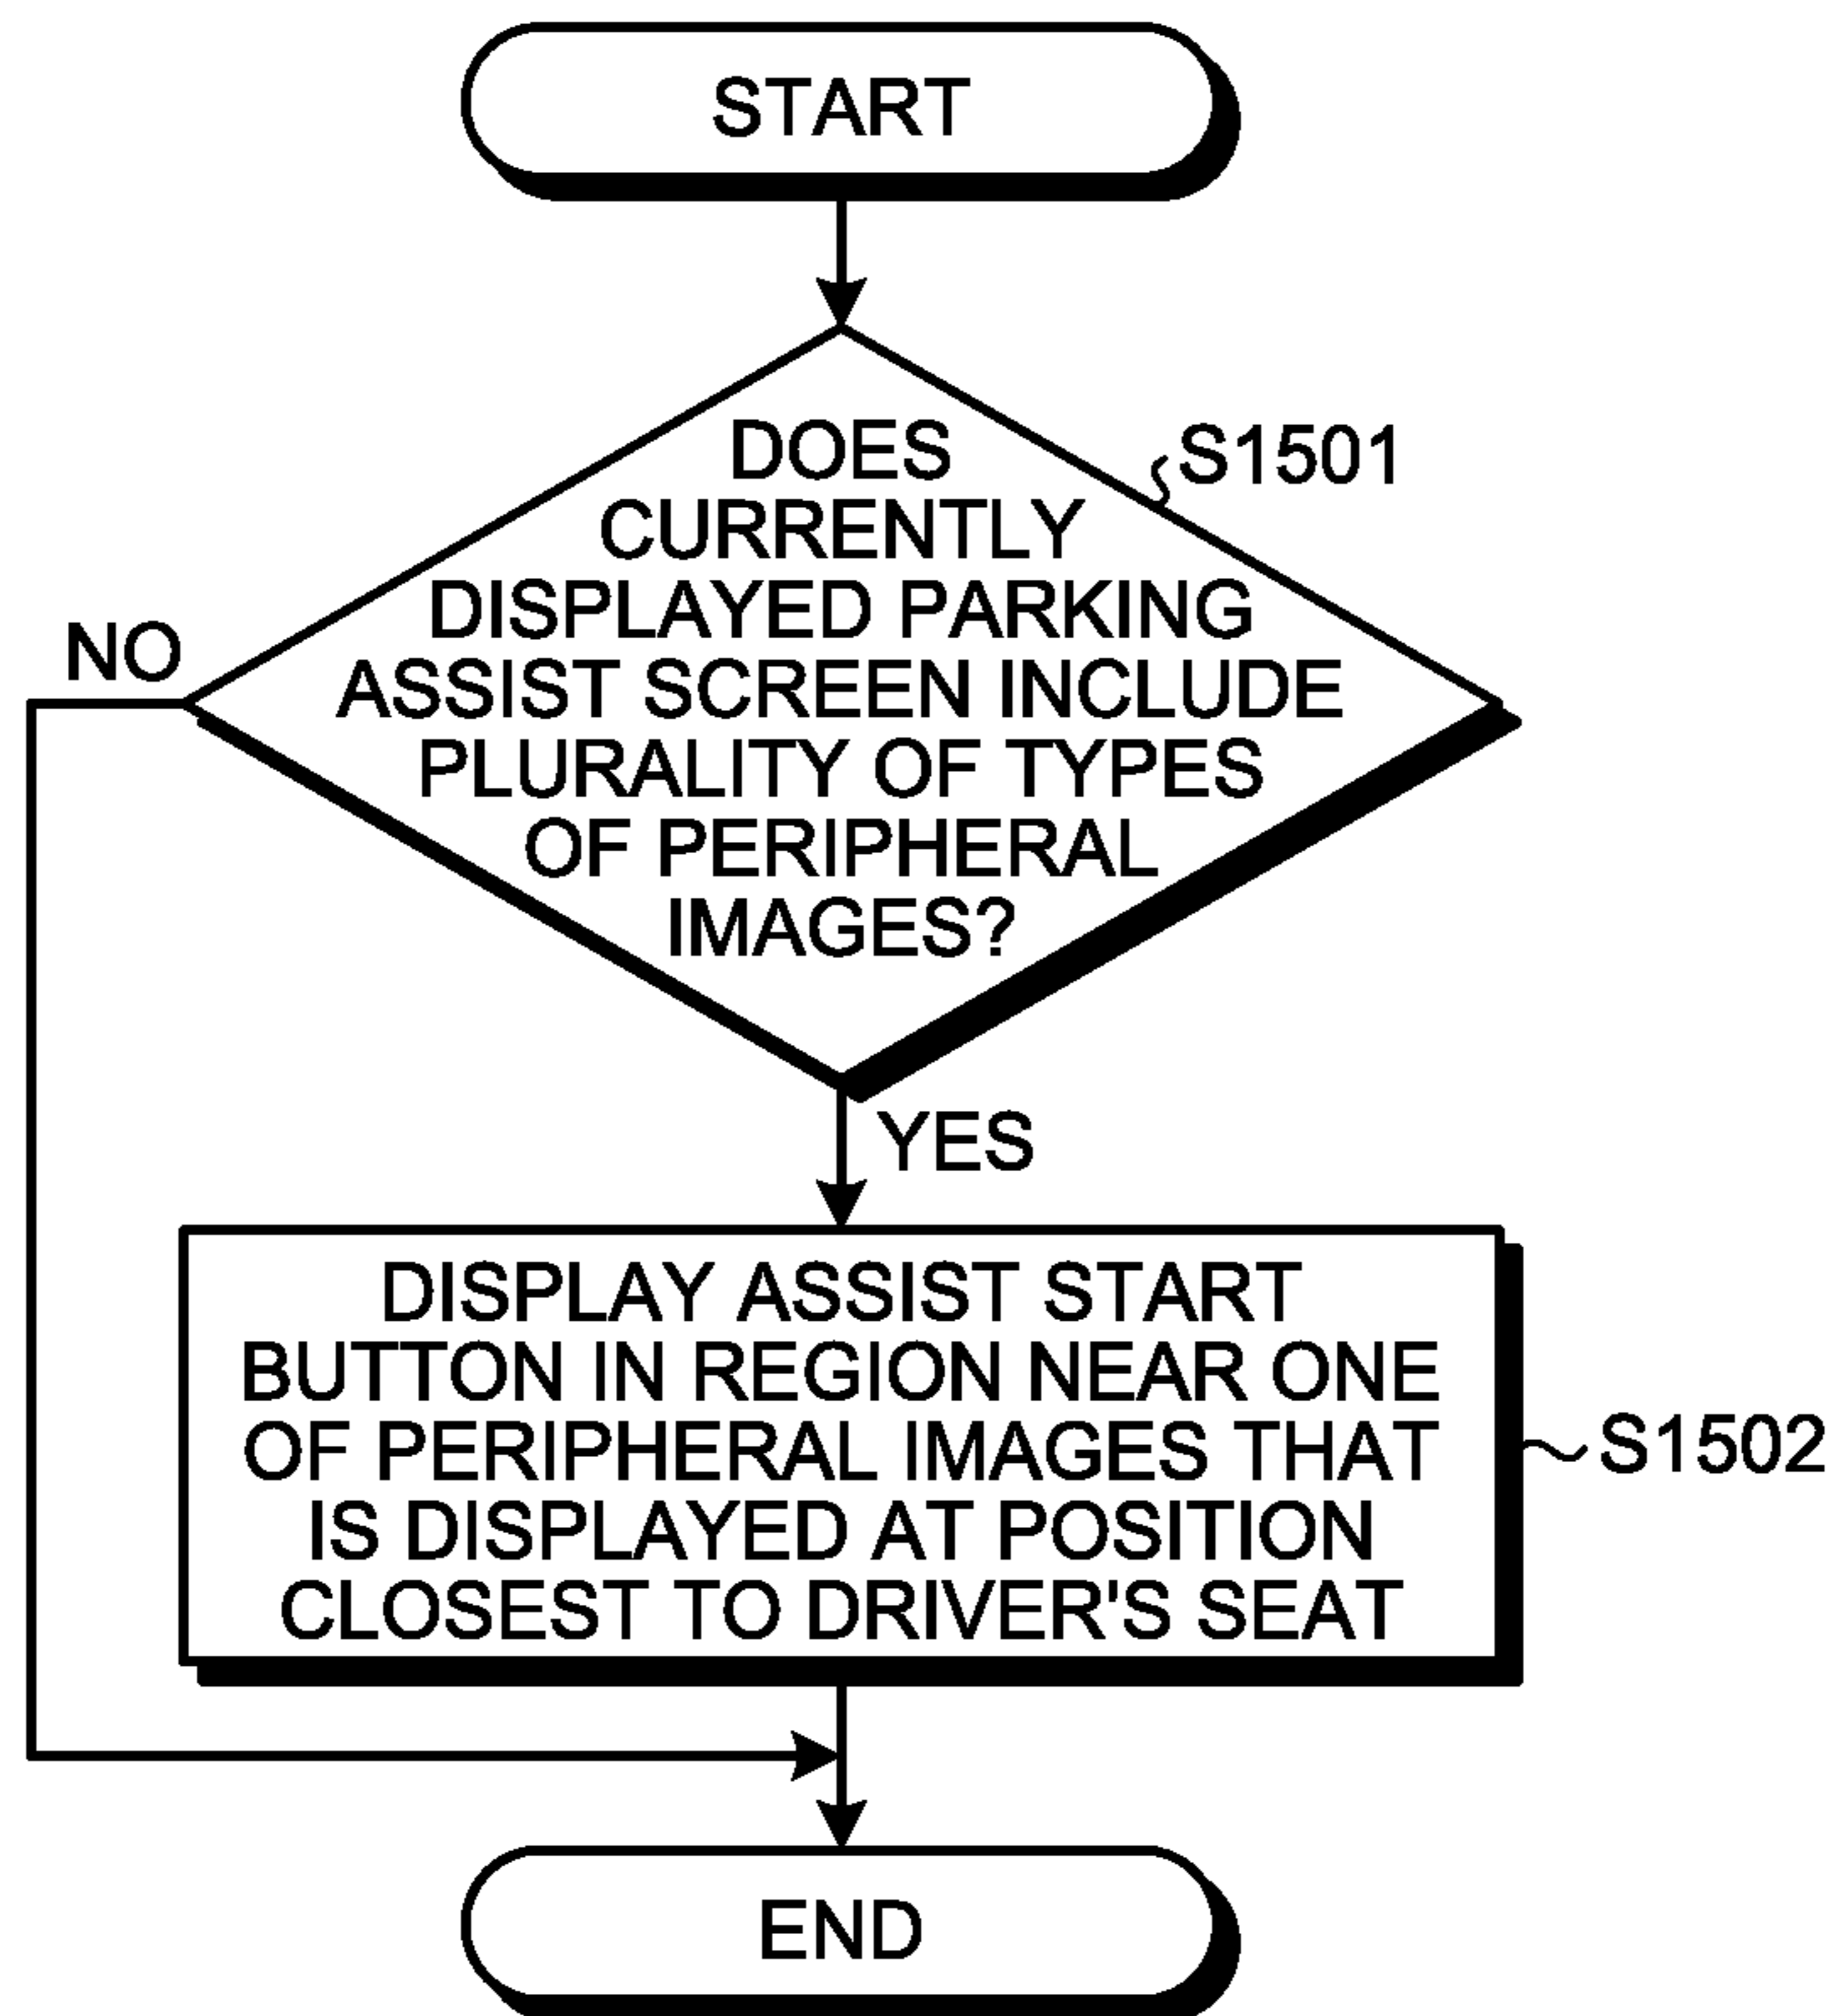 START
DOES
CURRENTLY
DISPLAYED PARKING
ASSIST SCREEN INCLUDE
PLURALITY OF TYPES
OF PERIPHERAL
IMAGES?
S1501
NO
YES
DISPLAY ASSIST START
BUTTON IN REGION NEAR ONE
OF PERIPHERAL IMAGES THAT
IS DISPLAYED AT POSITION
CLOSEST TO DRIVER'S SEAT
S1502
END